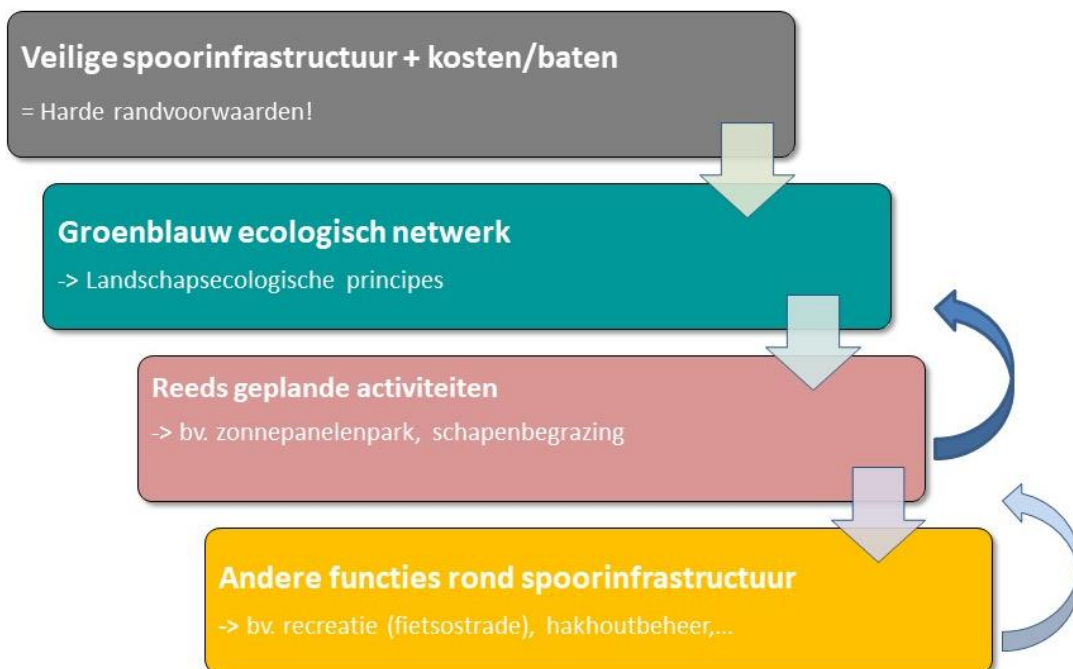 Veilige spoorinfrastructuur + kosten/baten
= Harde randvoorwaarden!
Groenblauw ecologisch netwerk
-> Landschapsecologische principes
Reeds geplande activiteiten
-> bv. zonnepanelenpark, schapenbegrazing
Andere functies rond spoorinfrastructuur
-> bv. recreatie (fietsostrade), hakhoutbeheer,...